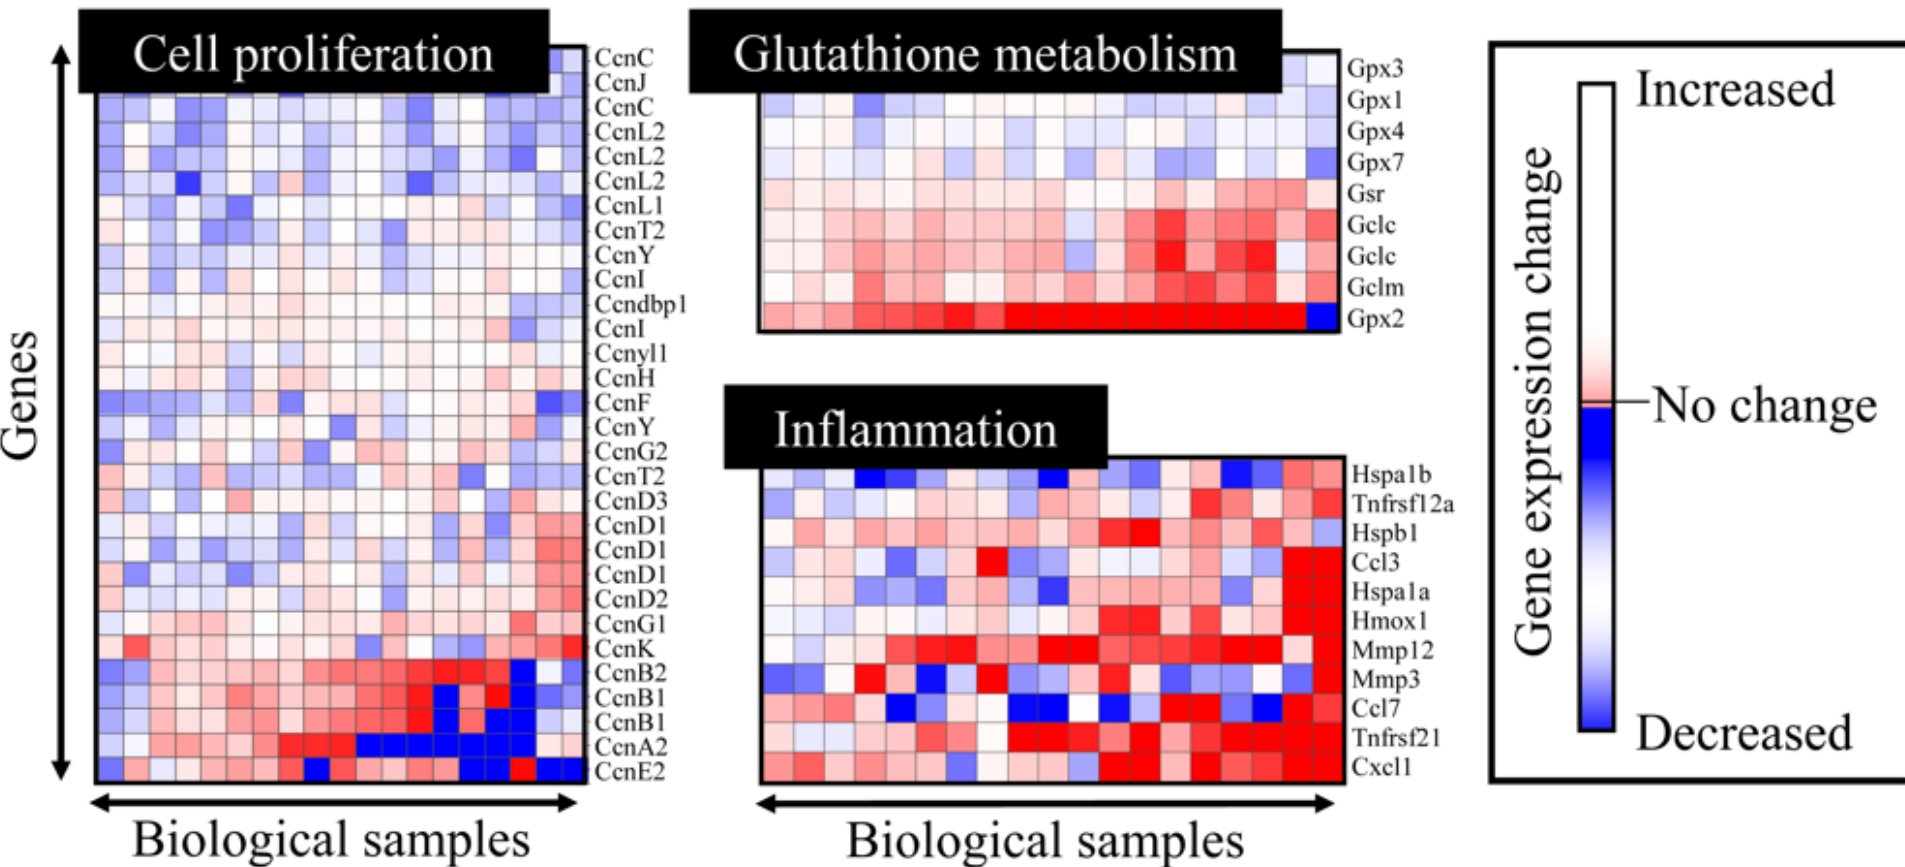 Cell proliferation
Genes
CcnC
CcnJ
CcnC
CcnL2
CcnL2
CcnL2
CcnL1
CcnT2
CcnY
CcnI
Ccndbp1
CcnI
Ccnyl1
CcnH
CcnF
CcnY
CcnG2
CcnT2
CcnD3
CcnD1
CcnD1
CcnD1
CcnD2
CcnG1
CcnK
CcnB2
CcnB1
CcnB1
CcnA2
CcnE2
Biological samples
Glutathione metabolism
Gpx3
Gpx1
Gpx4
Gpx7
Gsr
Gclc
Gclc
Gclm
Gpx2
Inflammation
Hspa1b
Tnfrsf12a
Hspb1
Ccl3
Hspa1a
Hmox1
Mmp12
Mmp3
Ccl7
Tnfrsf21
Cxcl1
Biological samples
Gene expression change
Increased
No change
Decreased